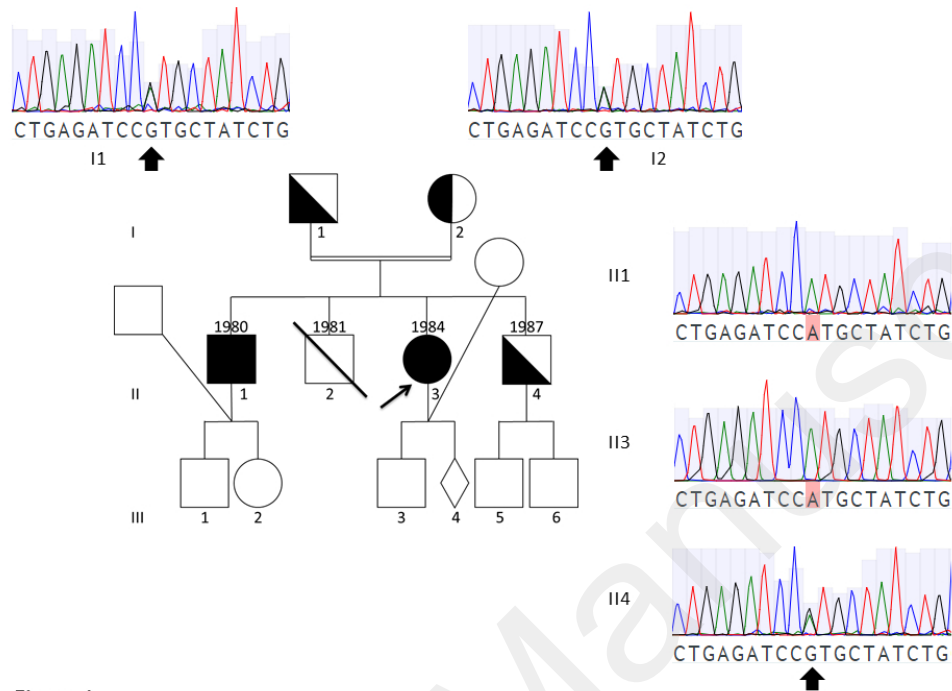 CTGAGATCCGTGCTATCTG
CTGAGATCCGTGCTATCTG
I1
I2
I
1
2
II1
CTGAGATCCATGCTATCTG
1980
1981
1984
1987
II
1
2
3
4
II3
CTGAGATCCATGCTATCTG
III
1
2
3
4
5
6
II4
CTGAGATCCGTGCTATCTG
Manusc